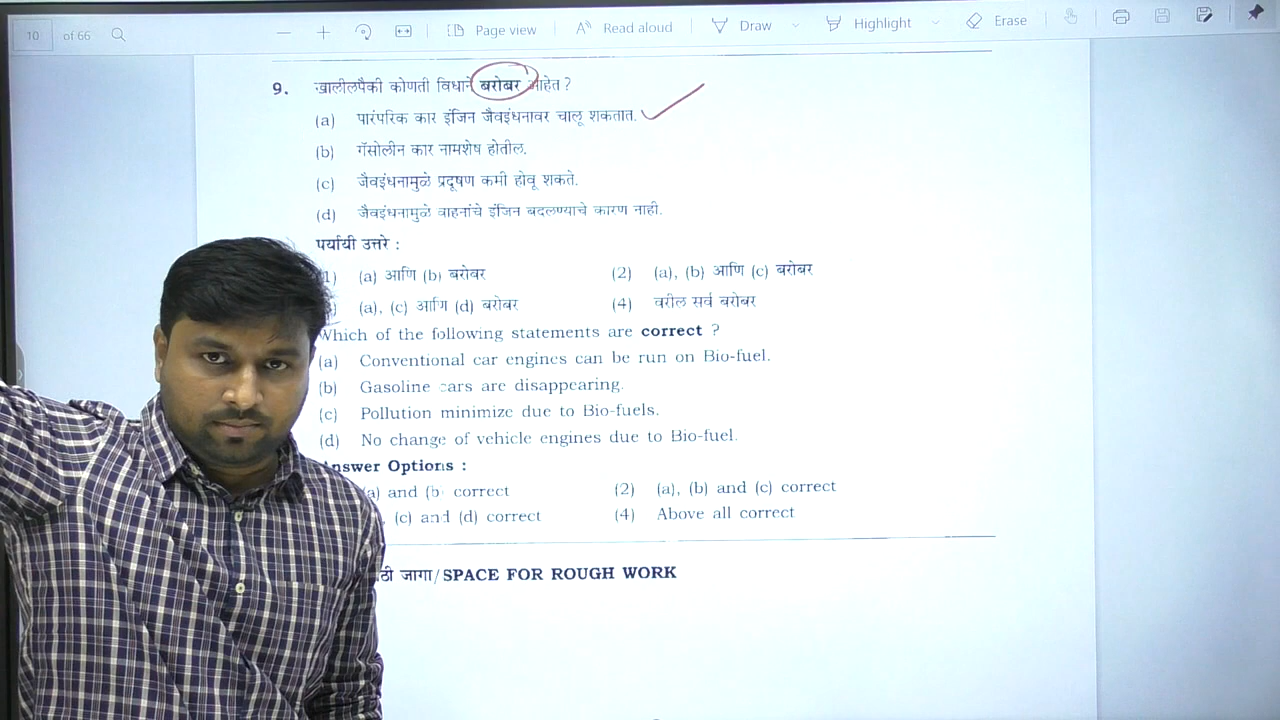 10 of 66 Page view Read aloud Draw Highlight Erase
9. खालीलपैकी कोणती विधाने बरोबर आहेत ?
(a) पारंपरिक कार इंजिन जैवइंधनावर चालू शकतात.
(b) गॅसोलीन कार नामशेष होतील.
(c) जैवइंधनामुळे प्रदूषण कमी होवू शकते.
(d) जैवइंधनामुळे वाहनांचे इंजिन बदलण्याचे कारण नाही.
पर्यायी उत्तरे :
1) (a) आणि (b) बरोबर (2) (a), (b) आणि (c) बरोबर
(a), (c) आणि (d) बरोबर (4) वरील सर्व बरोबर
Which of the following statements are correct ?
(a) Conventional car engines can be run on Bio-fuel.
(b) Gasoline cars are disappearing.
(c) Pollution minimize due to Bio-fuels.
(d) No change of vehicle engines due to Bio-fuel.
Answer Options :
(a) and (b) correct (2) (a), (b) and (c) correct
, (c) and (d) correct (4) Above all correct
जागा/SPACE FOR ROUGH WORK